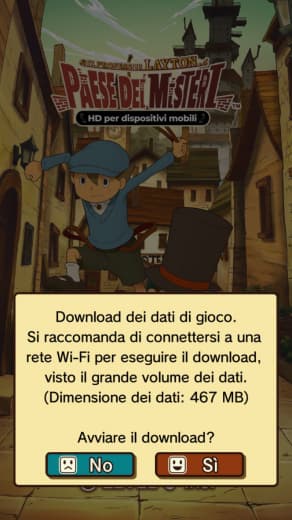 IL PROFESSOR LAYTON e il
PAESE DEI MISTERI™
HD per dispositivi mobili
Download dei dati di gioco.
Si raccomanda di connettersi a una
rete Wi-Fi per eseguire il download,
visto il grande volume dei dati.
(Dimensione dei dati: 467 MB)
Avviare il download?
No
Sì